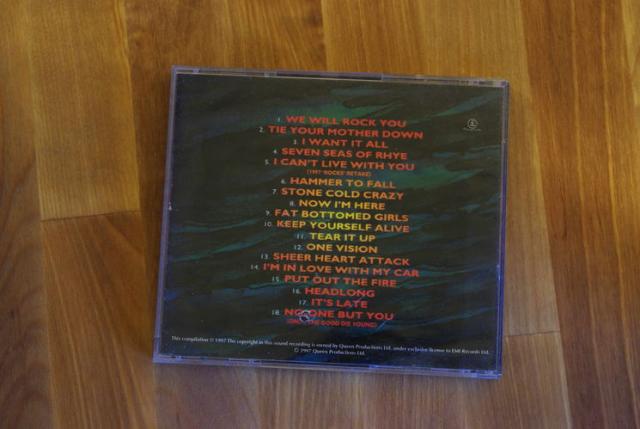 1. WE WILL ROCK YOU
2. TIE YOUR MOTHER DOWN
3. I WANT IT ALL
4. SEVEN SEAS OF RHYE
5. I CAN'T LIVE WITH YOU
(1997 'ROCKS' RETAKE)
6. HAMMER TO FALL
7. STONE COLD CRAZY
8. NOW I'M HERE
9. FAT BOTTOMED GIRLS
10. KEEP YOURSELF ALIVE
11. TEAR IT UP
12. ONE VISION
13. SHEER HEART ATTACK
14. I'M IN LOVE WITH MY CAR
15. PUT OUT THE FIRE
16. HEADLONG
17. IT'S LATE
18. NO-ONE BUT YOU
(ONLY THE GOOD DIE YOUNG)
This compilation ℗ 1997 The copyright in this sound recording is owned by Queen Productions Ltd. under exclusive license to EMI Records Ltd.
© 1997 Queen Productions Ltd.